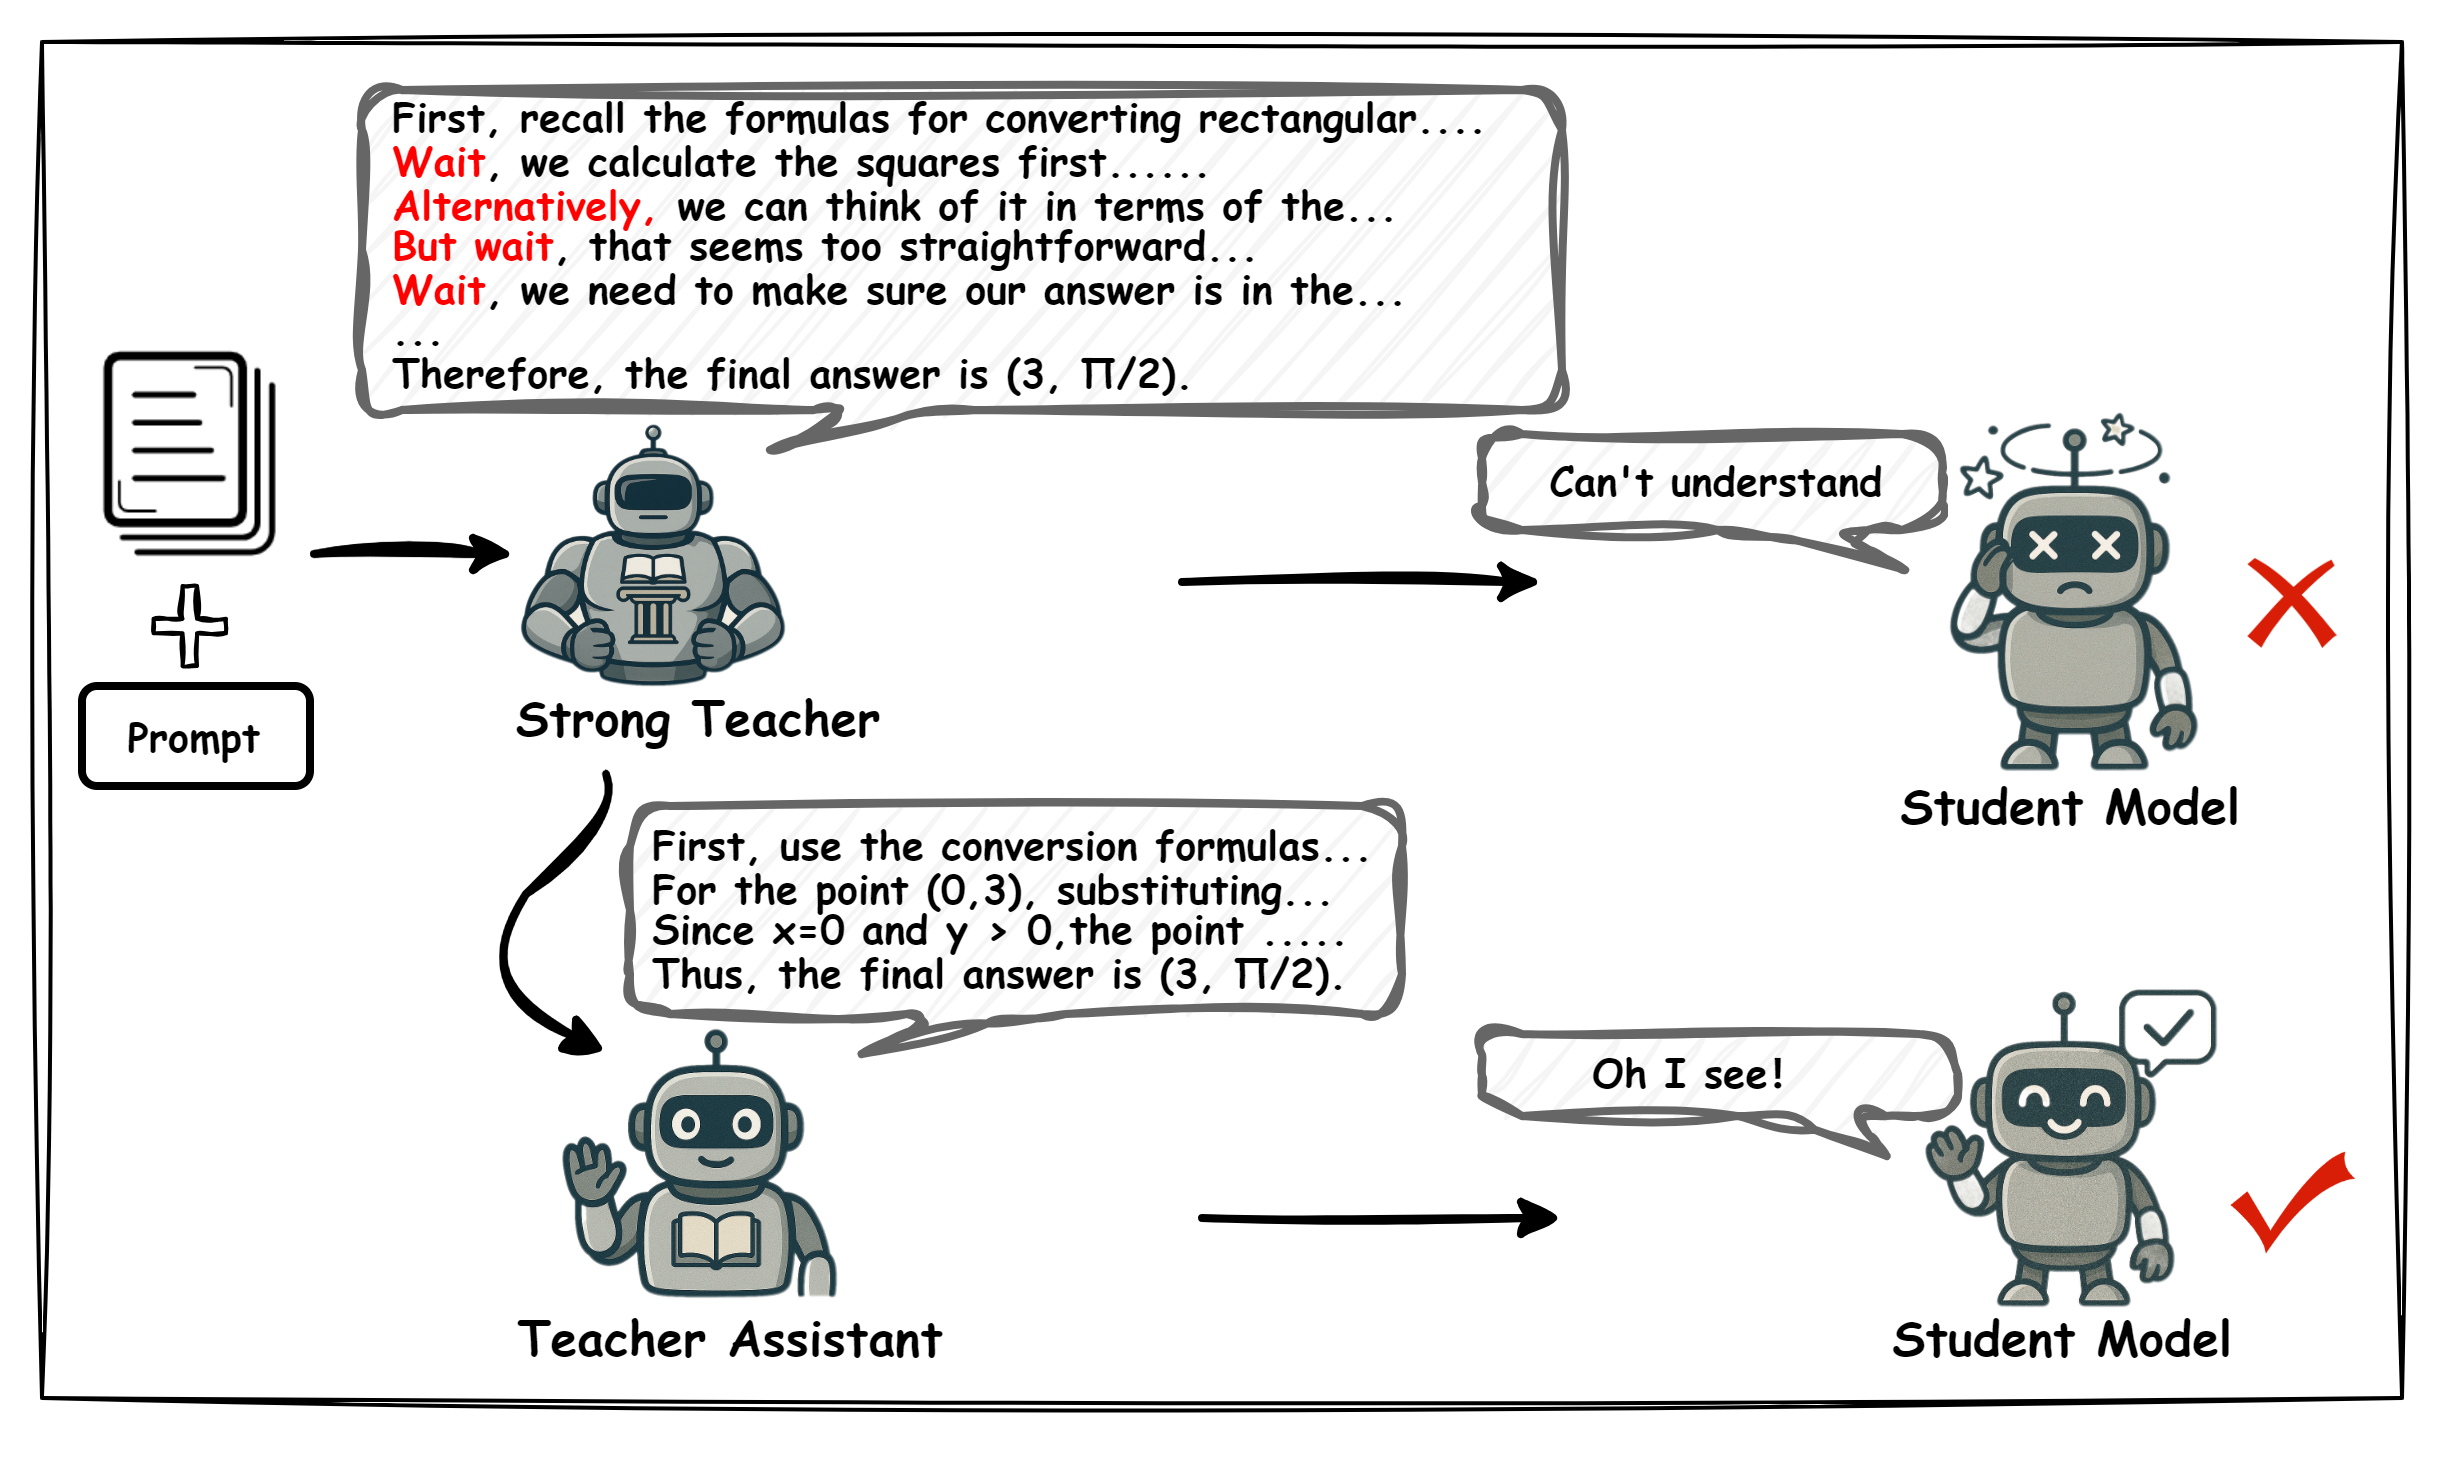 First, recall the formulas for converting rectangular....
Wait, we calculate the squares first......
Alternatively, we can think of it in terms of the...
But wait, that seems too straightforward...
Wait, we need to make sure our answer is in the...
...
Therefore, the final answer is (3, Π/2).
Can't understand
Prompt
Strong Teacher
Student Model
First, use the conversion formulas...
For the point (0,3), substituting...
Since x=0 and y > 0,the point .....
Thus, the final answer is (3, Π/2).
Oh I see!
Teacher Assistant
Student Model